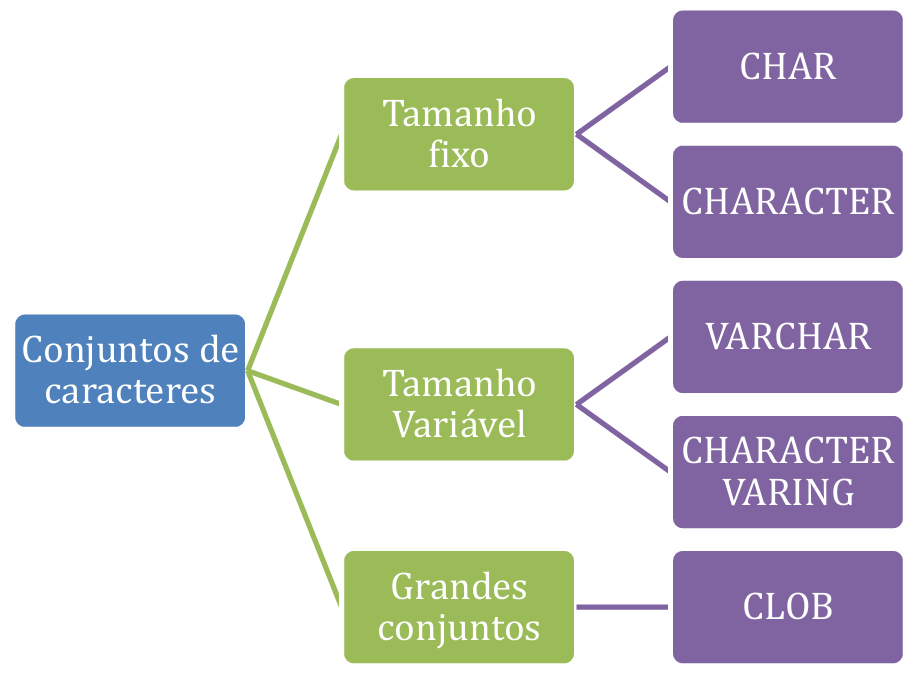 Conjuntos de
caracteres
Tamanho
fixo
CHAR
CHARACTER
Tamanho
Variável
VARCHAR
CHARACTER
VARING
Grandes
conjuntos
CLOB